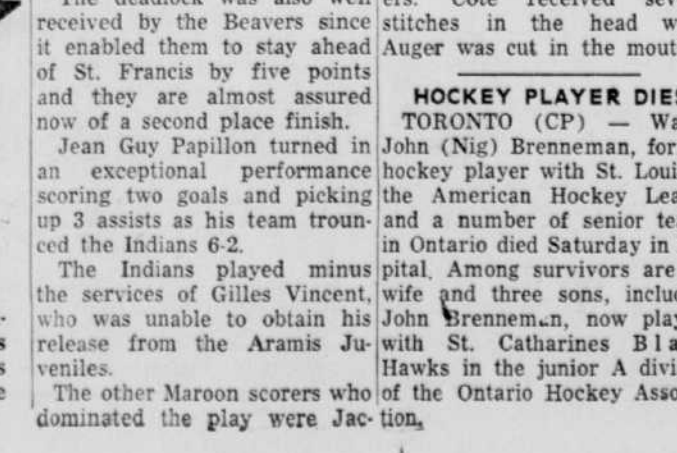 received by the Beavers since
it enabled them to stay ahead
of St. Francis by five points
and they are almost assured
now of a second place finish.
Jean Guy Papillon turned in
an exceptional performance
scoring two goals and picking
up 3 assists as his team troun-
ced the Indians 6-2.
The Indians played minus
the services of Gilles Vincent,
who was unable to obtain his
release from the Aramis Ju-
veniles.
The other Maroon scorers who
dominated the play were Jac-
stitches in the head
Auger was cut in the mout
HOCKEY PLAYER DIES
TORONTO (CP) — Wa
John (Nig) Brenneman, for
hockey player with St. Loui
the American Hockey Lea
and a number of senior te
in Ontario died Saturday in
pital. Among survivors are
wife and three sons, includ
John Brenneman, now play
with St. Catharines Bla
Hawks in the junior A divi
of the Ontario Hockey Asso
tion.